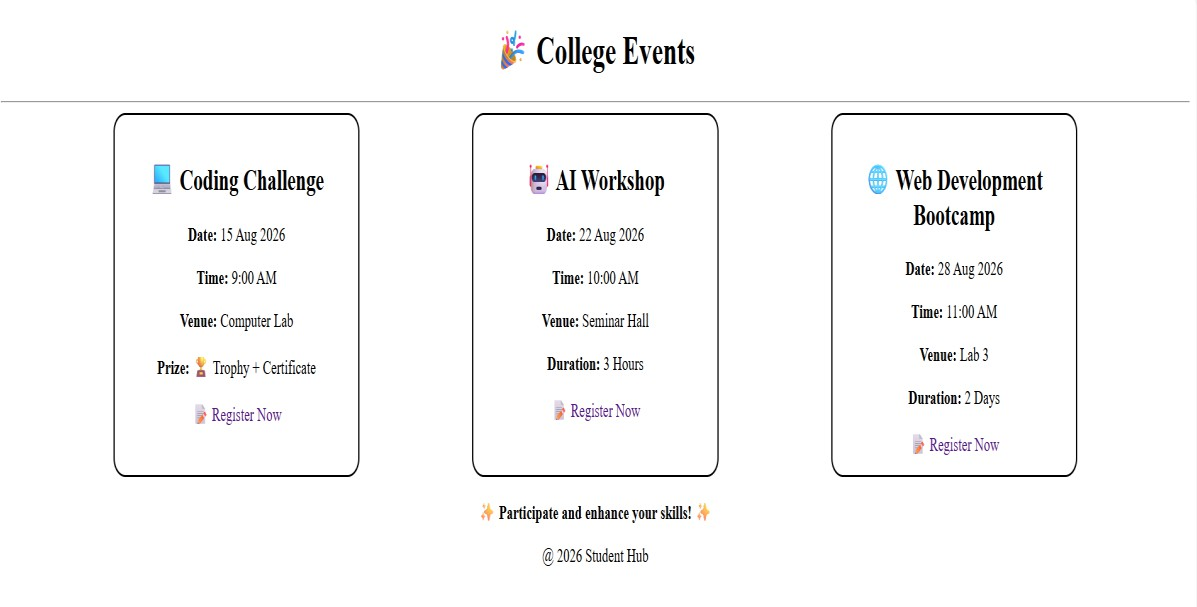 🎉 College Events
💻 Coding Challenge
Date: 15 Aug 2026
Time: 9:00 AM
Venue: Computer Lab
Prize: 🏆 Trophy + Certificate
📝 Register Now
🤖 AI Workshop
Date: 22 Aug 2026
Time: 10:00 AM
Venue: Seminar Hall
Duration: 3 Hours
📝 Register Now
🌐 Web Development
Bootcamp
Date: 28 Aug 2026
Time: 11:00 AM
Venue: Lab 3
Duration: 2 Days
📝 Register Now
✨ Participate and enhance your skills! ✨
@ 2026 Student Hub